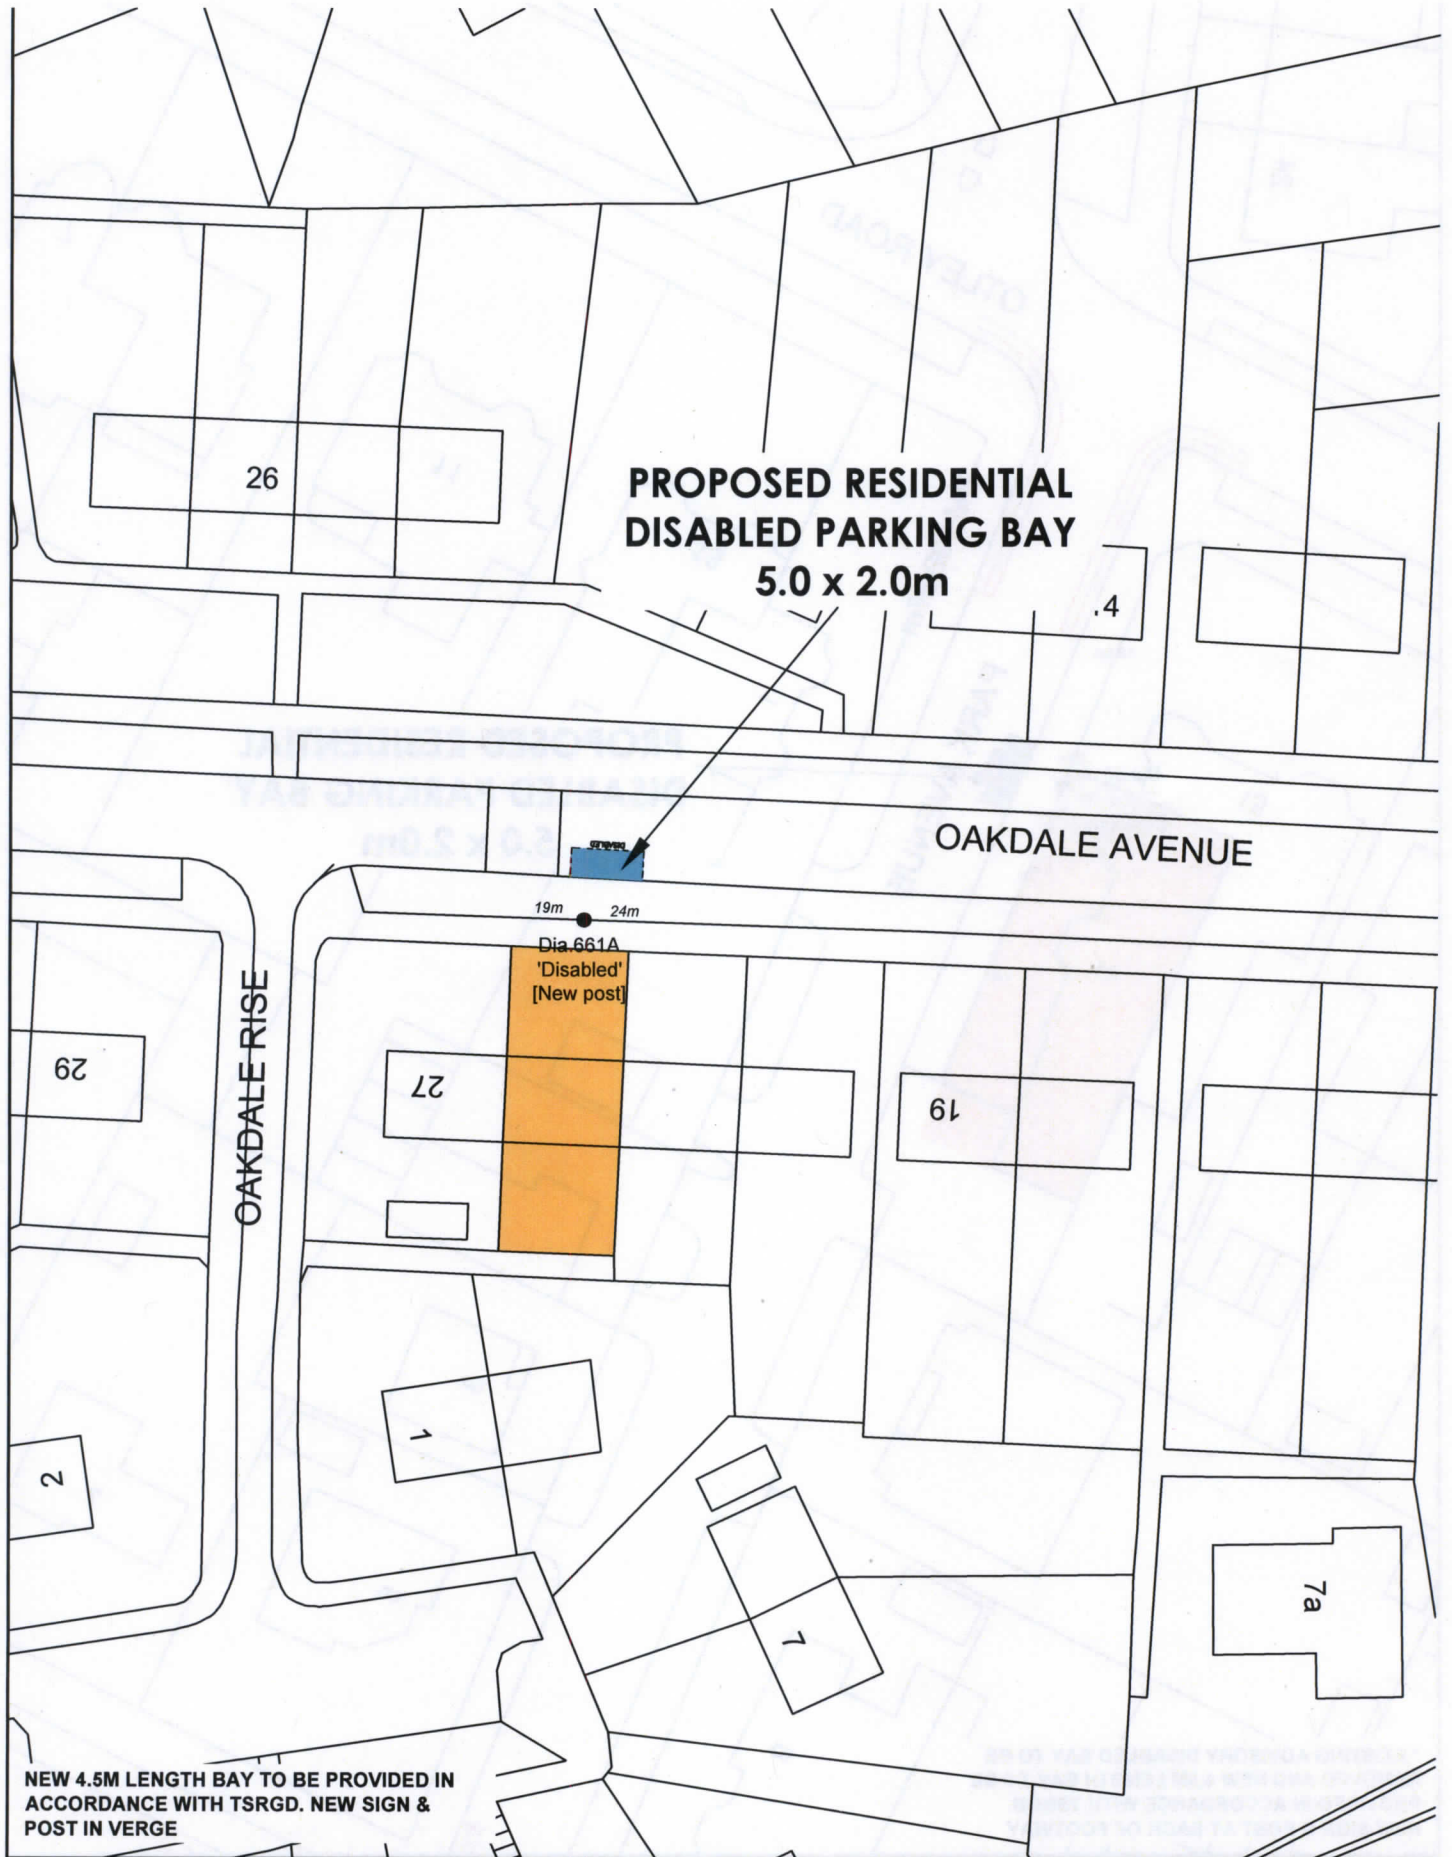 26
PROPOSED RESIDENTIAL
DISABLED PARKING BAY
5.0 x 2.0m
.4
OAKDALE AVENUE
DISABLED
19m
24m
Dia.661A
'Disabled'
[New post]
OAKDALE RISE
29
27
19
1
2
7
7a
NEW 4.5M LENGTH BAY TO BE PROVIDED IN
ACCORDANCE WITH TSRGD. NEW SIGN &
POST IN VERGE